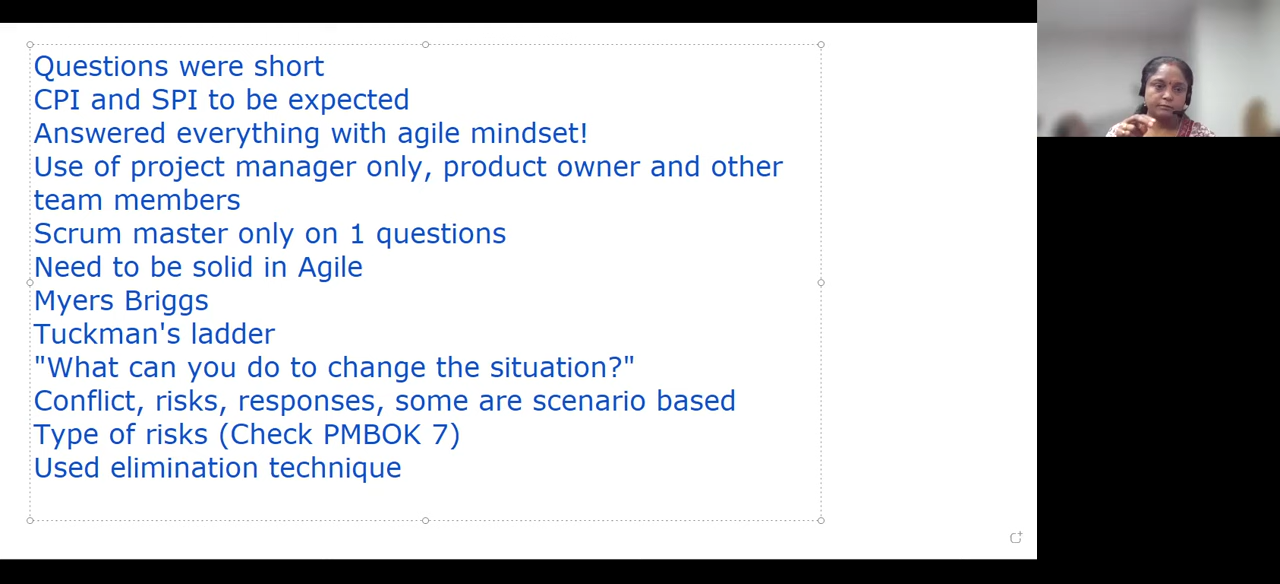 Questions were short
CPI and SPI to be expected
Answered everything with agile mindset!
Use of project manager only, product owner and other
team members
Scrum master only on 1 questions
Need to be solid in Agile
Myers Briggs
Tuckman's ladder
"What can you do to change the situation?"
Conflict, risks, responses, some are scenario based
Type of risks (Check PMBOK 7)
Used elimination technique